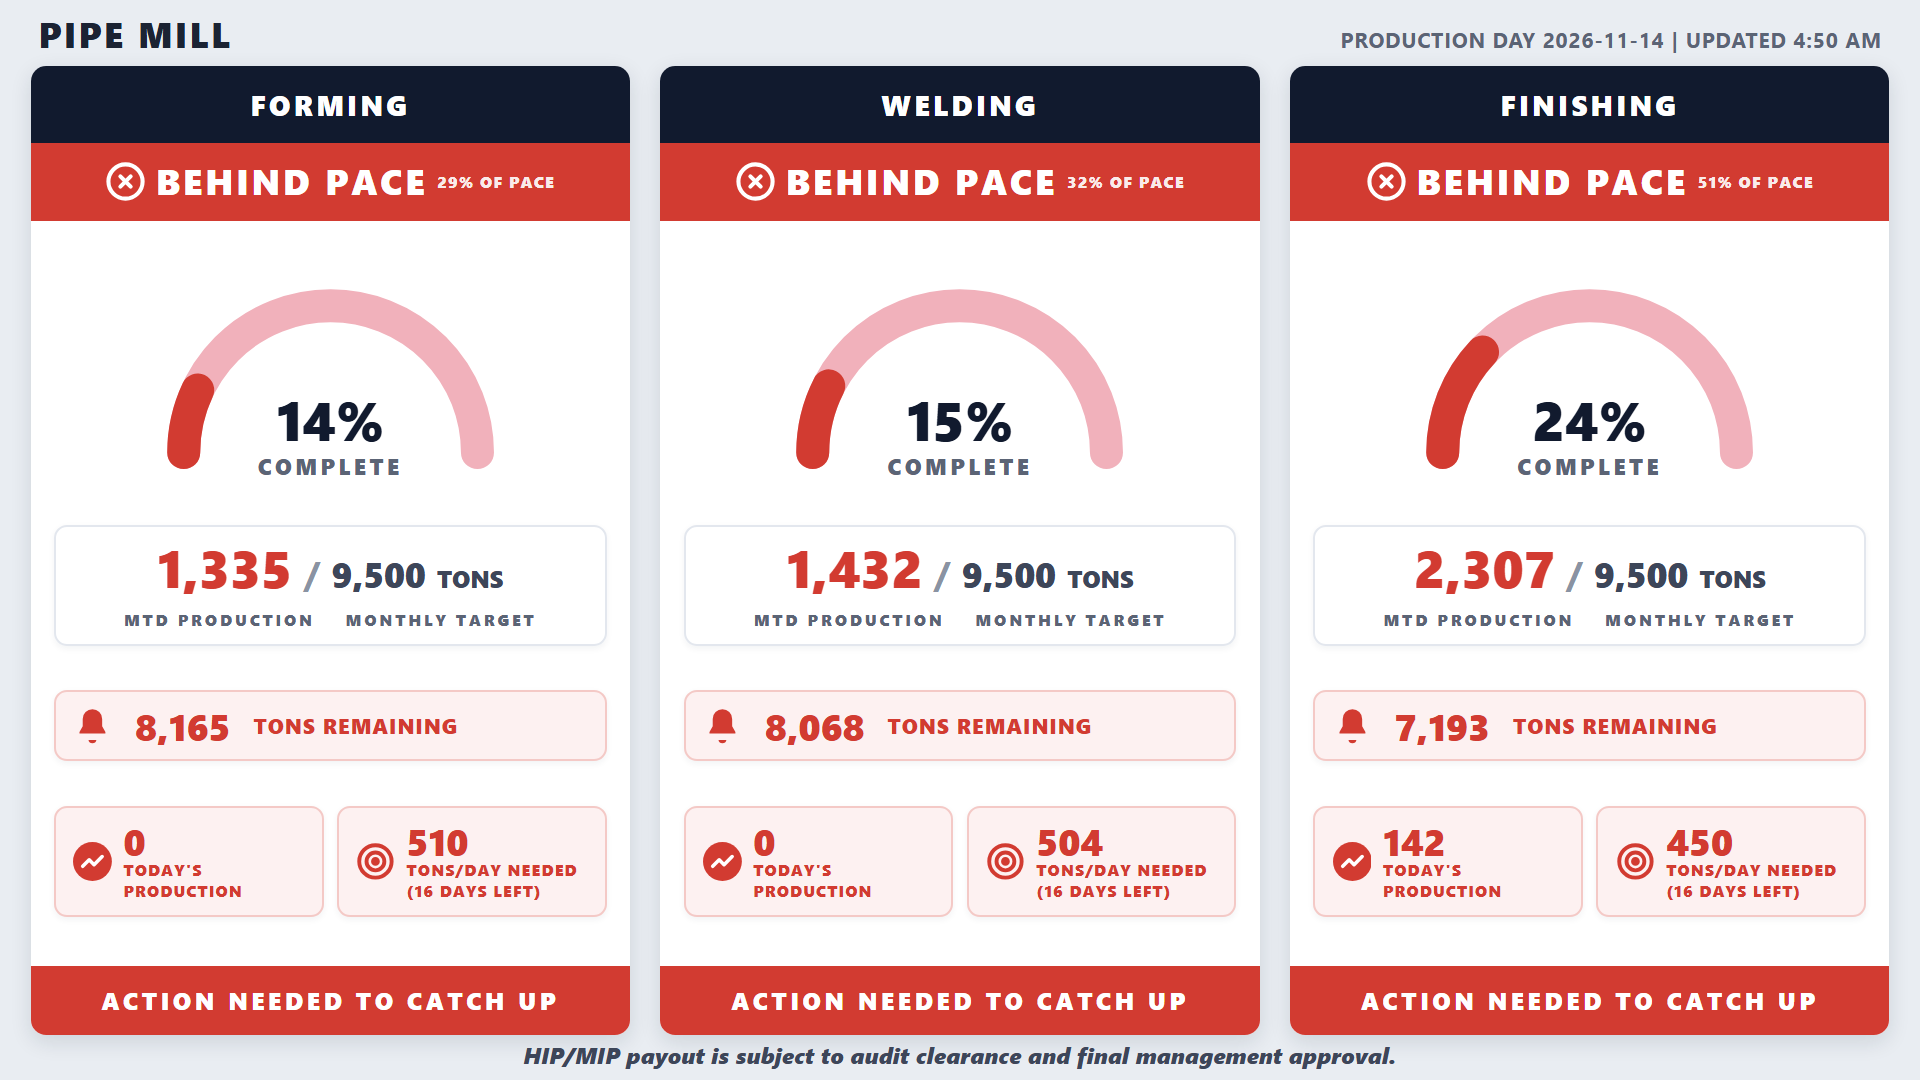 PIPE MILL
PRODUCTION DAY 2026-11-14 | UPDATED 4:50 AM
FORMING
BEHIND PACE 29% OF PACE
14%
COMPLETE
1,335 / 9,500 TONS
MTD PRODUCTION MONTHLY TARGET
8,165 TONS REMAINING
0
TODAY'S
PRODUCTION
510
TONS/DAY NEEDED
(16 DAYS LEFT)
ACTION NEEDED TO CATCH UP
WELDING
BEHIND PACE 32% OF PACE
15%
COMPLETE
1,432 / 9,500 TONS
MTD PRODUCTION MONTHLY TARGET
8,068 TONS REMAINING
0
TODAY'S
PRODUCTION
504
TONS/DAY NEEDED
(16 DAYS LEFT)
ACTION NEEDED TO CATCH UP
FINISHING
BEHIND PACE 51% OF PACE
24%
COMPLETE
2,307 / 9,500 TONS
MTD PRODUCTION MONTHLY TARGET
7,193 TONS REMAINING
142
TODAY'S
PRODUCTION
450
TONS/DAY NEEDED
(16 DAYS LEFT)
ACTION NEEDED TO CATCH UP
HIP/MIP payout is subject to audit clearance and final management approval.